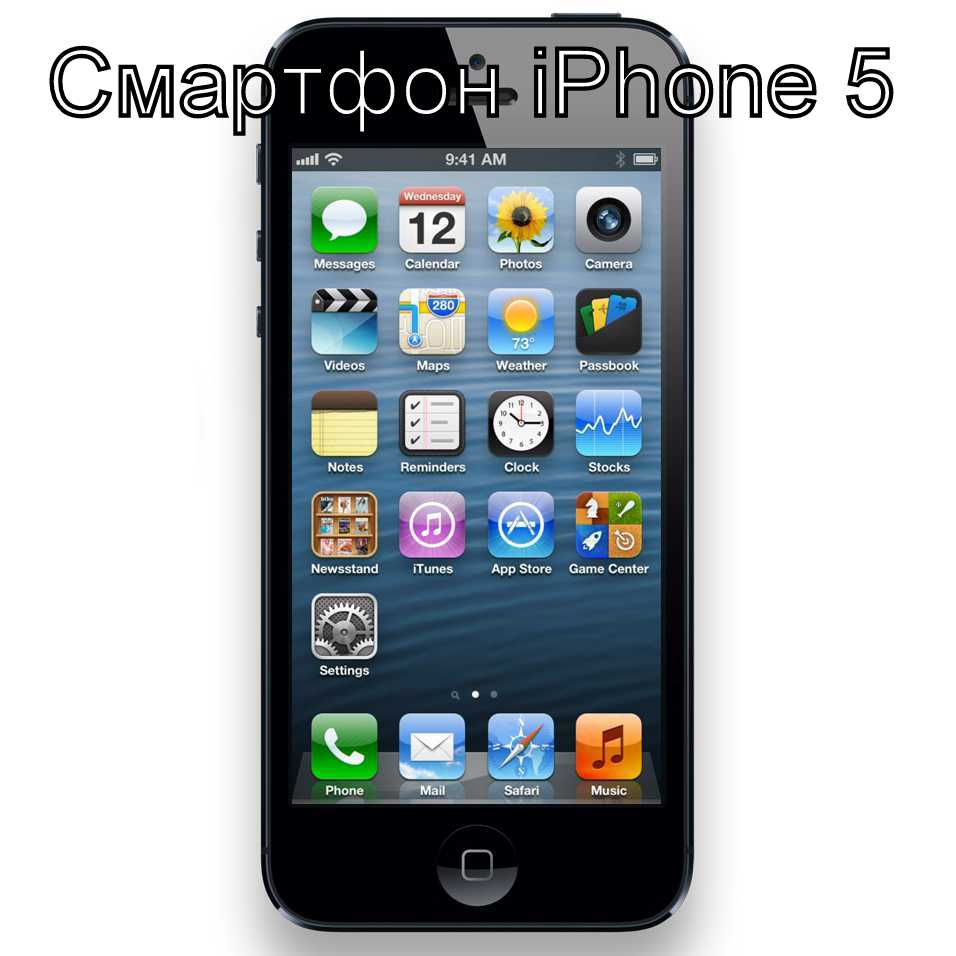 Смартфон iPhone 5
9:41 AM
Wednesday
12
Messages Calendar Photos Camera
280
73°
Videos Maps Weather Passbook
Notes Reminders Clock Stocks
Newsstand iTunes App Store Game Center
Settings
Phone Mail Safari Music